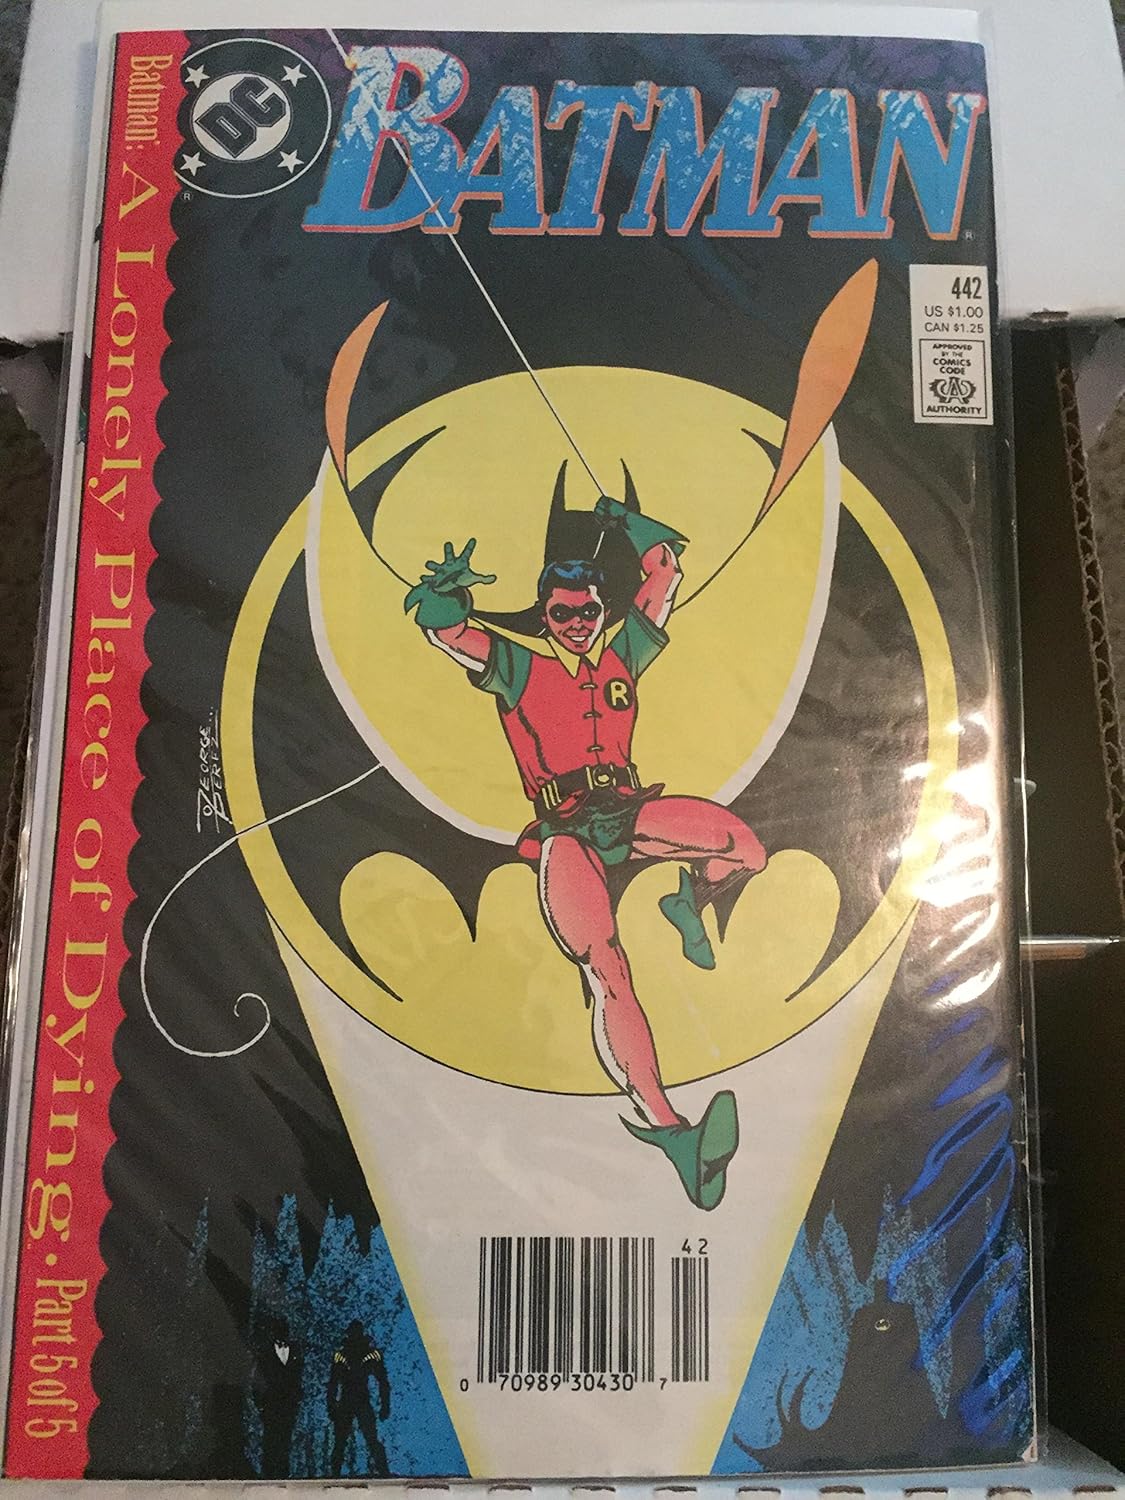 Batman: A Lonely Place of Dying · Part 5 of 5
DC
®
BATMAN
®
442
US $1.00
CAN $1.25
APPROVED
BY THE
COMICS
CODE
CA
AUTHORITY
R
GEORGE...
PEREZ
42
0 70989 30430 7